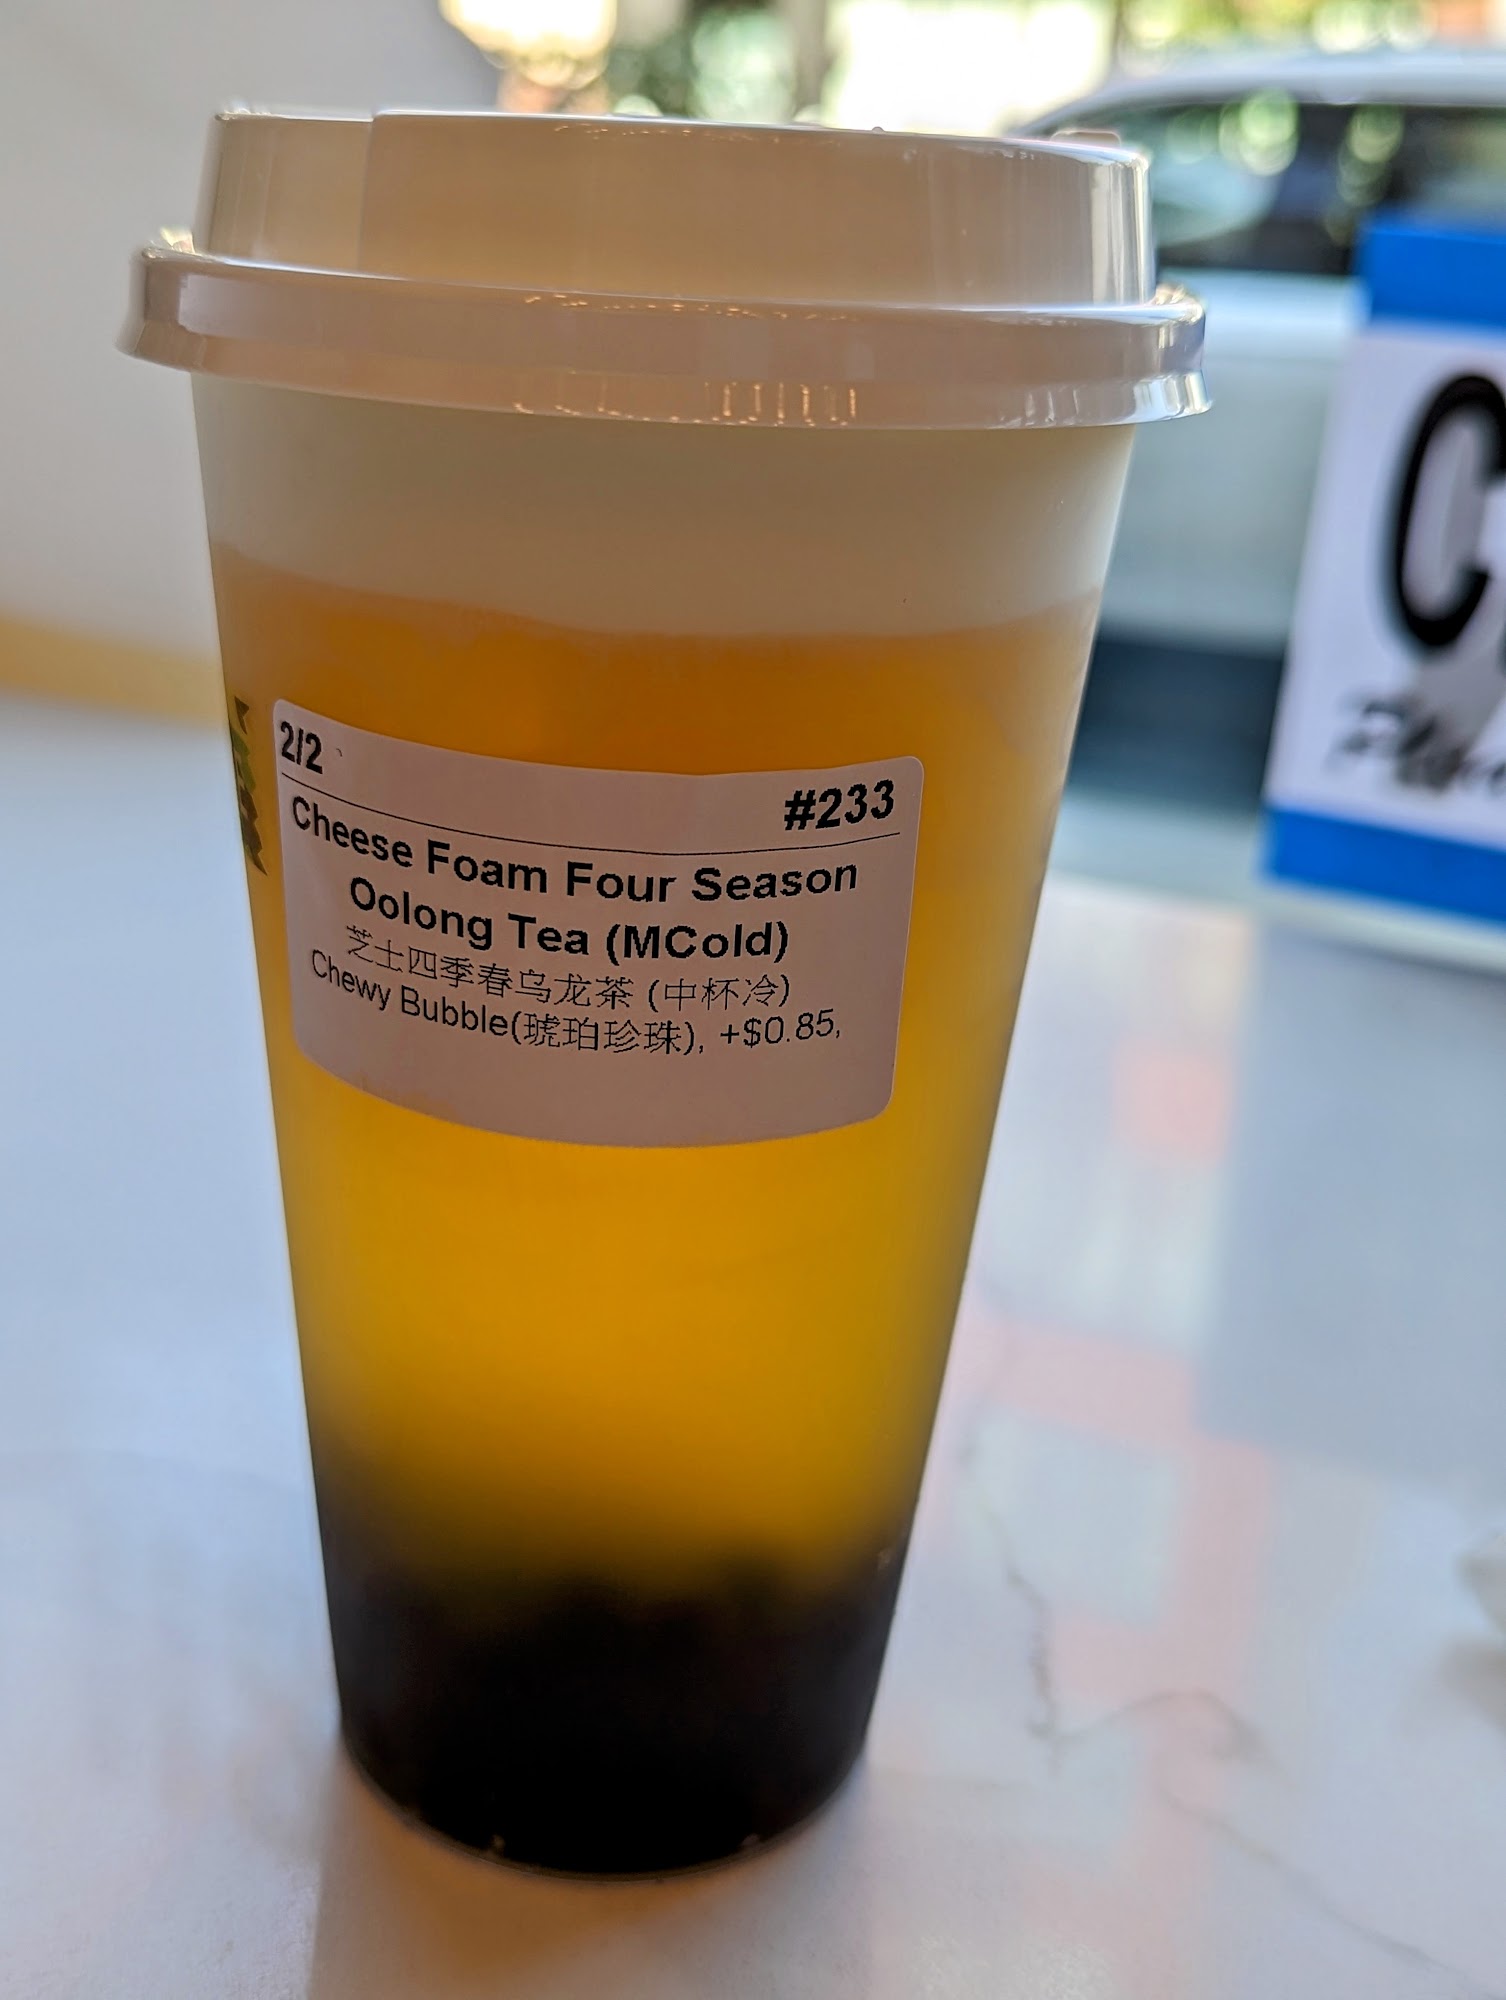 2/2
#233
Cheese Foam Four Season
Oolong Tea (MCold)
芝士四季春乌龙茶 (中杯冷)
Chewy Bubble(琥珀珍珠), +$0.85,